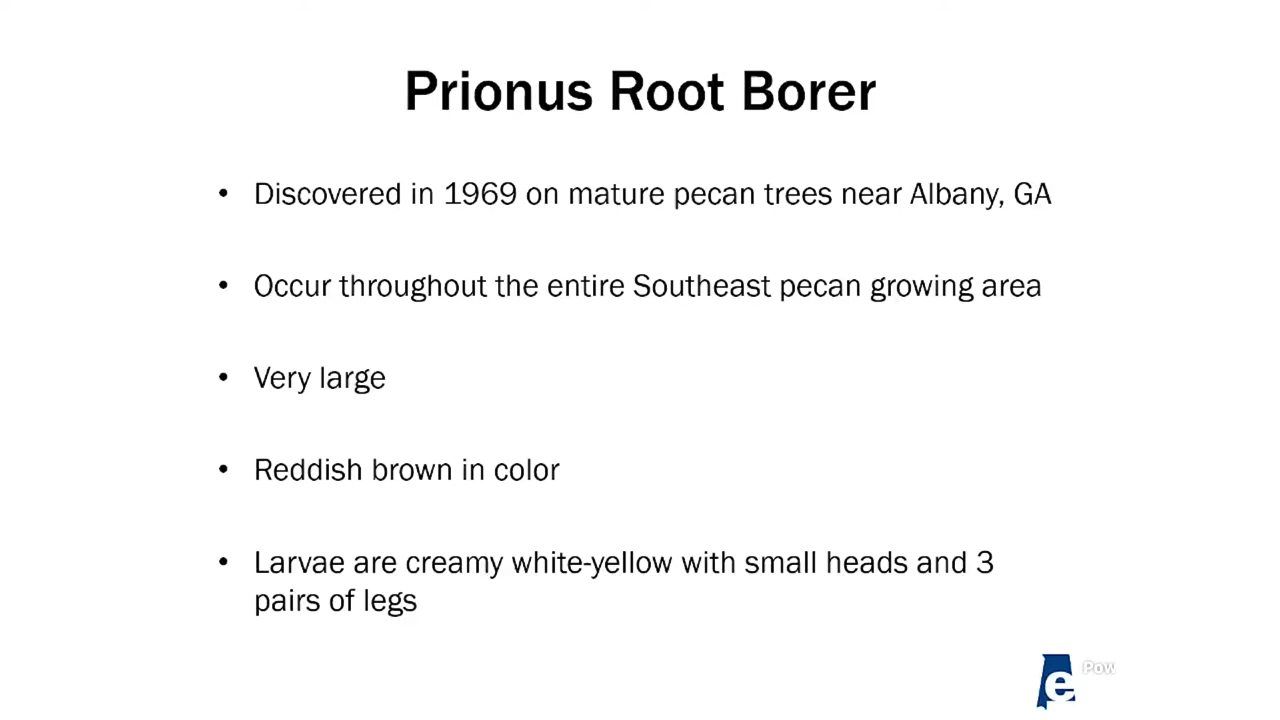 Prionus Root Borer
• Discovered in 1969 on mature pecan trees near Albany, GA
• Occur throughout the entire Southeast pecan growing area
• Very large
• Reddish brown in color
• Larvae are creamy white-yellow with small heads and 3
pairs of legs
e
Pow